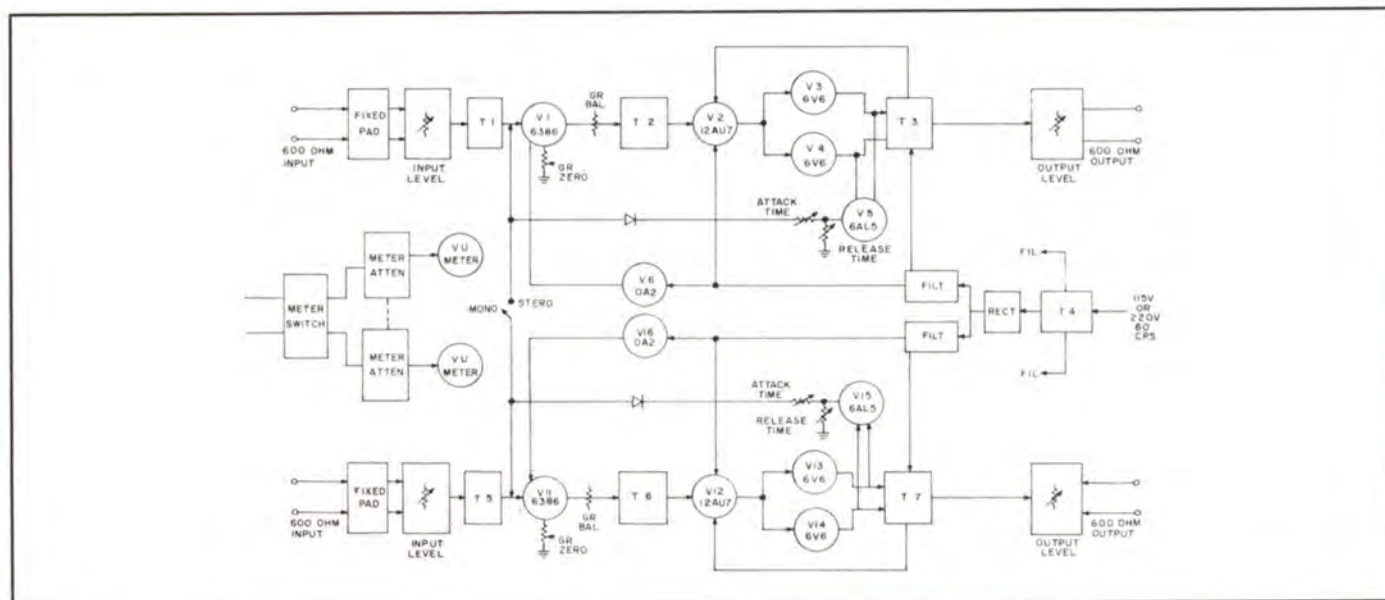 FIXED
PAD
600 OHM
INPUT
INPUT
LEVEL
T 1
V 1
6386
GR
BAL
GR
ZERO
T 2
V 2
12AU7
V 3
6V6
V 4
6V6
T 3
OUTPUT
LEVEL
600 OHM
OUTPUT
ATTACK
TIME
V 5
6AL5
RELEASE
TIME
METER
SWITCH
METER
ATTEN
VU
METER
METER
ATTEN
VU
METER
MONO
STERO
V 6
OA2
V16
OA2
FILT
FILT
RECT
T 4
FIL
FIL
115V
OR
220V
60
CPS
ATTACK
TIME
RELEASE
TIME
V15
6AL5
FIXED
PAD
600 OHM
INPUT
INPUT
LEVEL
T 5
V11
6386
GR
BAL
GR
ZERO
T 6
V12
12AU7
V13
6V6
V14
6V6
T 7
OUTPUT
LEVEL
600 OHM
OUTPUT